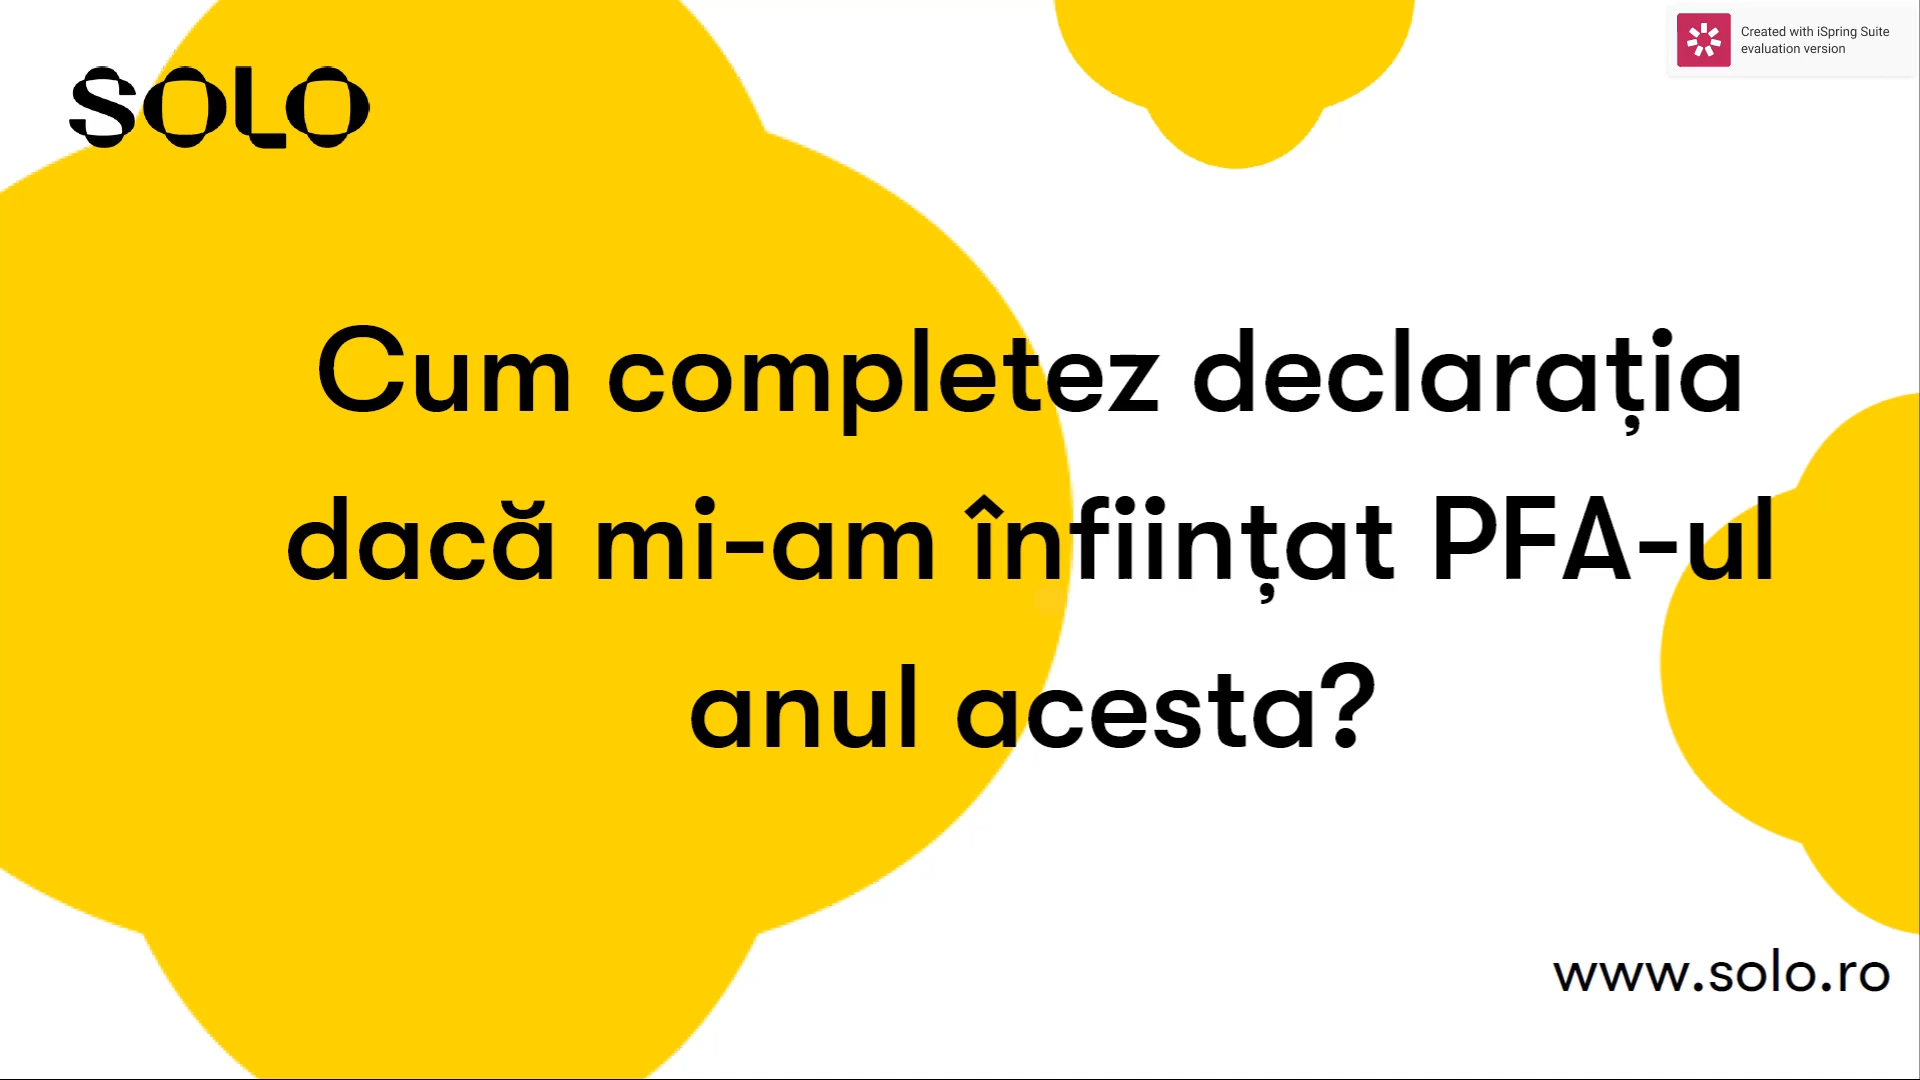 SOLO
Created with iSpring Suite
evaluation version
Cum completez declarația
dacă mi-am înființat PFA-ul
anul acesta?
www.solo.ro